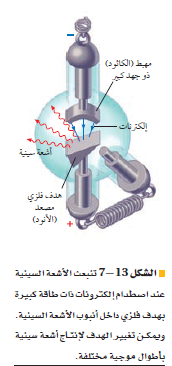 −
مهبط (الكاثود)
ذو جهد كبير
إلكترونات
أشعة سينية
هدف فلزي
مصعد
(الأنود)
+
■ الشكل 13–7 تنبعث الأشعة السينية
عند اصطدام إلكترونات ذات طاقة كبيرة
بهدف فلزي داخل أنبوب الأشعة السينية.
ويمكن تغيير الهدف لإنتاج أشعة سينية
بأطوال موجية مختلفة.